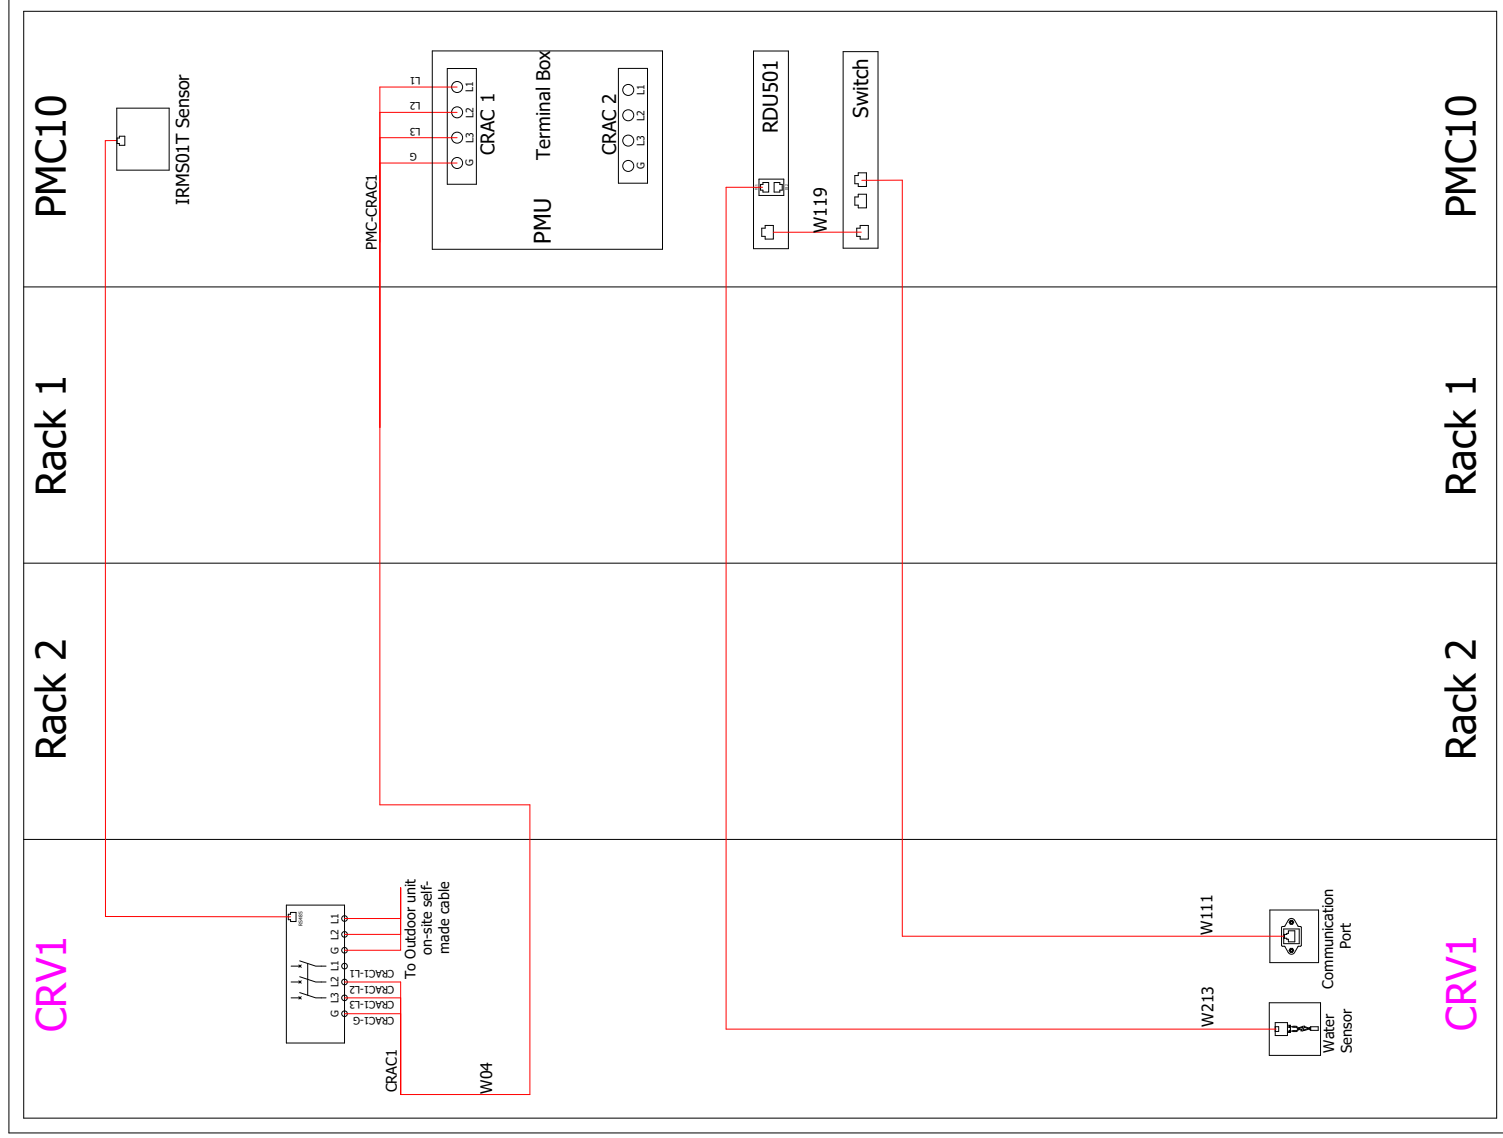 PMC10
IRMS01T Sensor
L1
L2
L3
G
PMC-CRAC1
L1
L2
L3
G
CRAC 1
Terminal Box
PMU
CRAC 2
L1
L2
L3
G
RDU501
W119
Switch
PMC10
Rack 1
Rack 1
Rack 2
Rack 2
CRV1
RS485
L1
L2
G
L1
L2
L3
G
To Outdoor unit
on-site self-
made cable
CRAC1-L1
CRAC1-L2
CRAC1-L3
CRAC1-G
CRAC1
W04
W111
Communication
Port
W213
Water
Sensor
CRV1